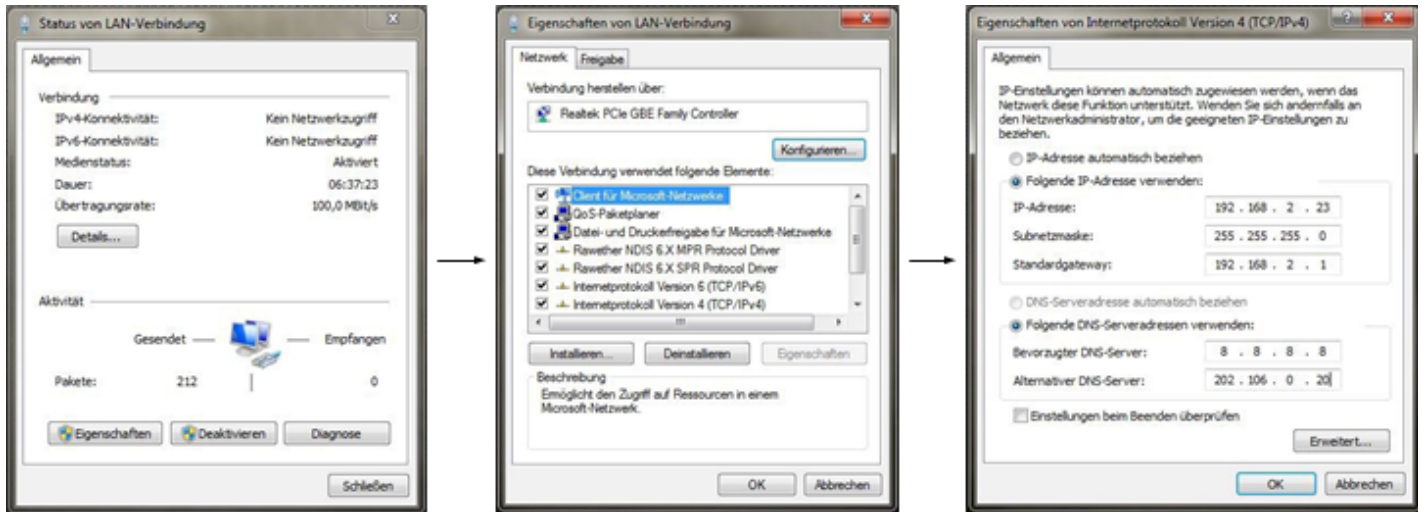 Status von LAN-Verbindung
Allgemein
Verbindung
IPv4-Konnektivität: Kein Netzwerkzugriff
IPv6-Konnektivität: Kein Netzwerkzugriff
Medienstatus: Aktiviert
Dauer: 06:37:23
Übertragungsrate: 100,0 MBit/s
Details...
Aktivität
Gesendet Empfangen
Pakete: 212 0
Eigenschaften Deaktivieren Diagnose
Schließen
Eigenschaften von LAN-Verbindung
Netzwerk Freigabe
Verbindung herstellen über:
Realtek PCIe GBE Family Controller
Konfigurieren...
Diese Verbindung verwendet folgende Elemente:
Client für Microsoft-Netzwerke
QoS-Paketplaner
Datei- und Druckerfreigabe für Microsoft-Netzwerke
Rawether NDIS 6.X MPR Protocol Driver
Rawether NDIS 6.X SPR Protocol Driver
Internetprotokoll Version 6 (TCP/IPv6)
Internetprotokoll Version 4 (TCP/IPv4)
Installieren... Deinstallieren Eigenschaften
Beschreibung
Ermöglicht den Zugriff auf Ressourcen in einem
Microsoft-Netzwerk.
OK Abbrechen
Eigenschaften von Internetprotokoll Version 4 (TCP/IPv4)
Allgemein
IP-Einstellungen können automatisch zugewiesen werden, wenn das
Netzwerk diese Funktion unterstützt. Wenden Sie sich andernfalls an
den Netzwerkadministrator, um die geeigneten IP-Einstellungen zu
beziehen.
IP-Adresse automatisch beziehen
Folgende IP-Adresse verwenden:
IP-Adresse: 192 . 168 . 2 . 23
Subnetzmaske: 255 . 255 . 255 . 0
Standardgateway: 192 . 168 . 2 . 1
DNS-Serveradresse automatisch beziehen
Folgende DNS-Serveradressen verwenden:
Bevorzugter DNS-Server: 8 . 8 . 8 . 8
Alternativer DNS-Server: 202 . 106 . 0 . 20
Einstellungen beim Beenden überprüfen
Erweitert...
OK Abbrechen